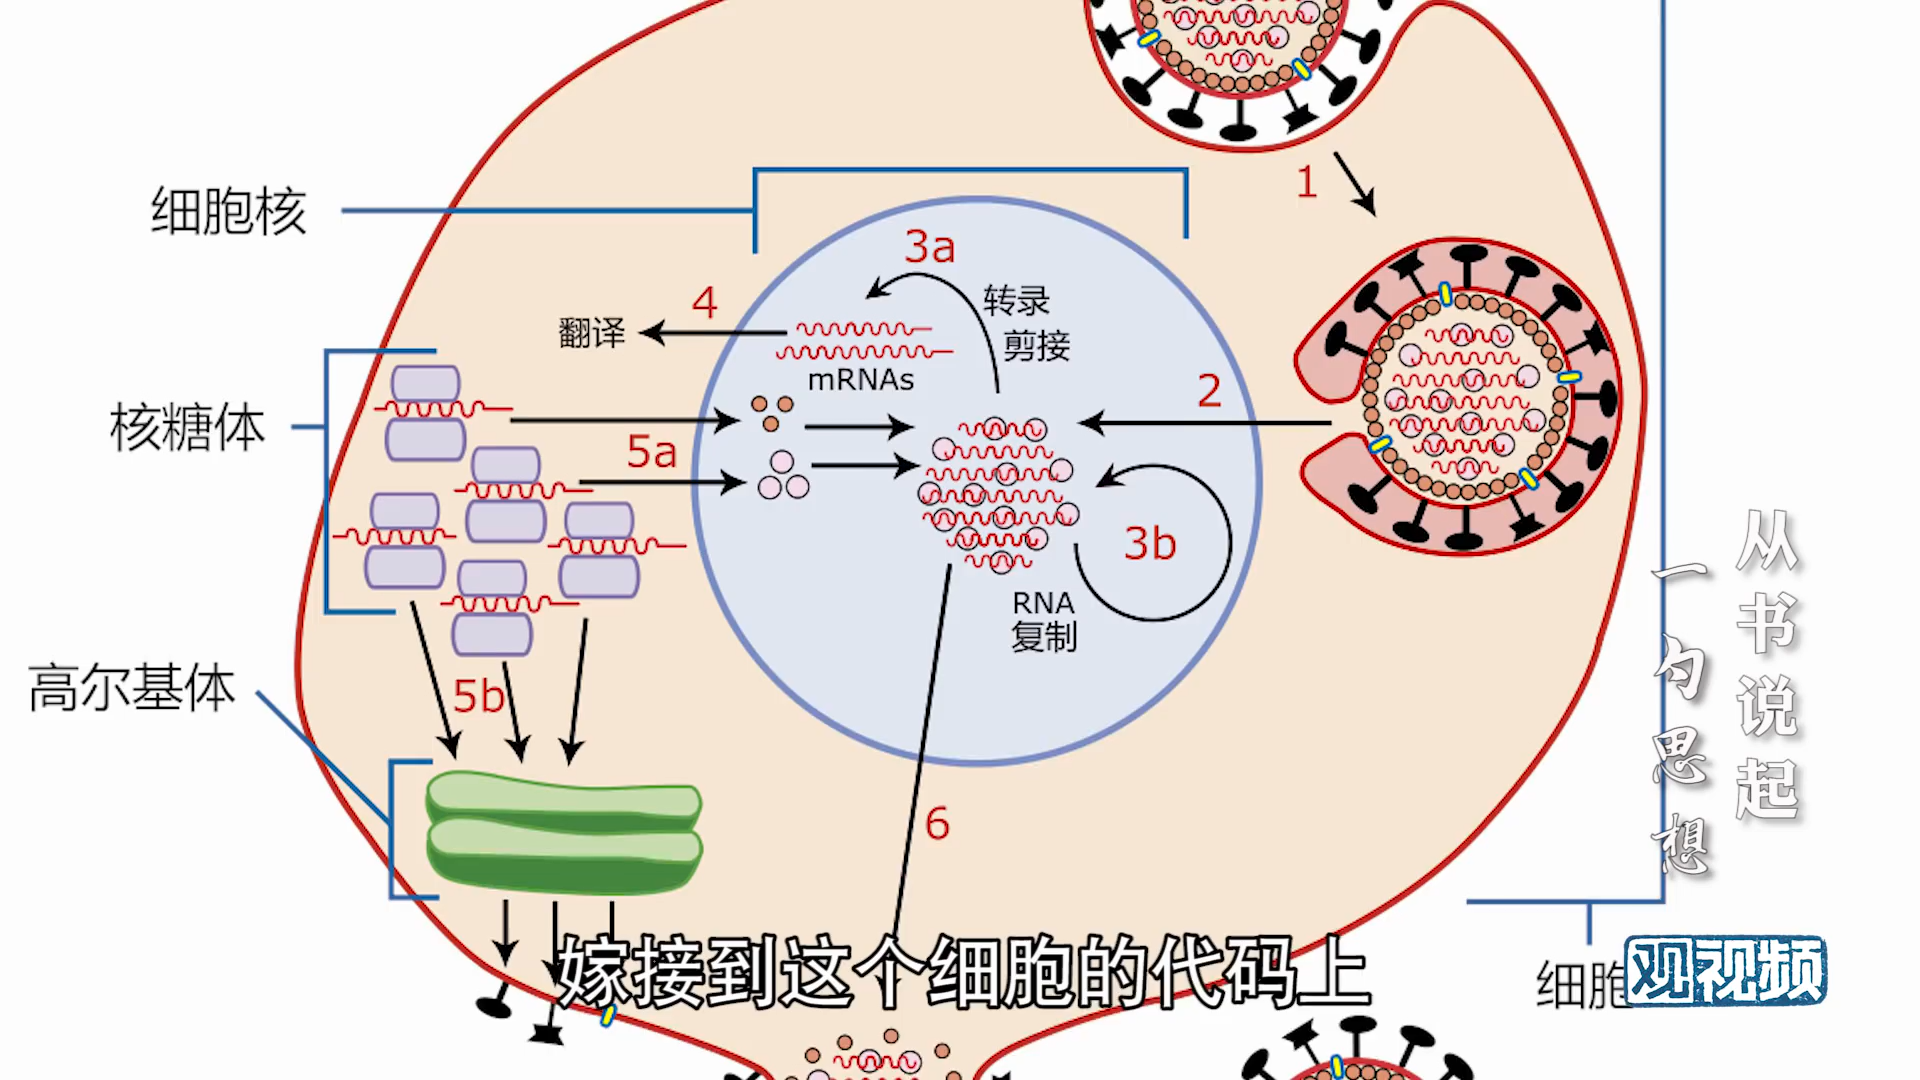 细胞核
1
3a
转录
剪接
4
翻译
mRNAs
2
核糖体
5a
3b
RNA
复制
高尔基体
5b
6
从书说起
一勺思想
嫁接到这个细胞的代码上
细胞
观视频